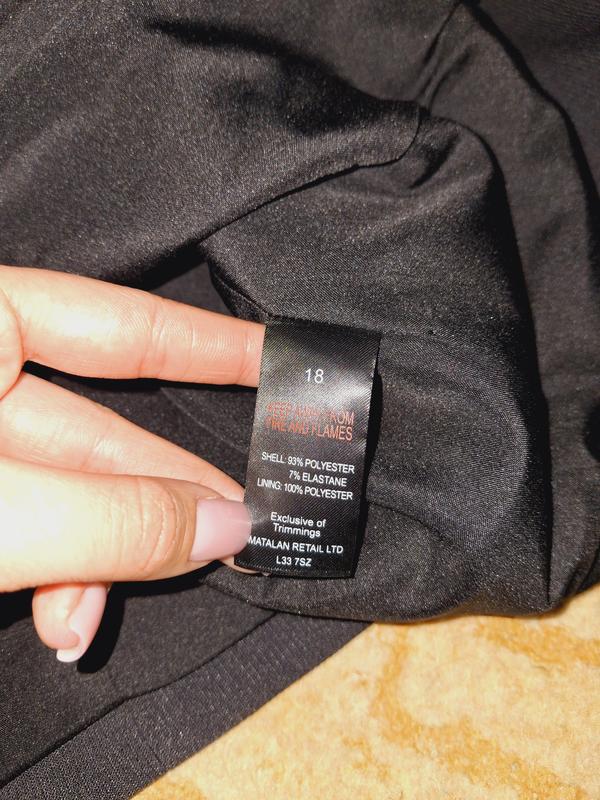 18
KEEP AWAY FROM
FIRE AND FLAMES
SHELL: 93% POLYESTER
7% ELASTANE
LINING: 100% POLYESTER
Exclusive of
Trimmings
MATALAN RETAIL LTD
L33 7SZ